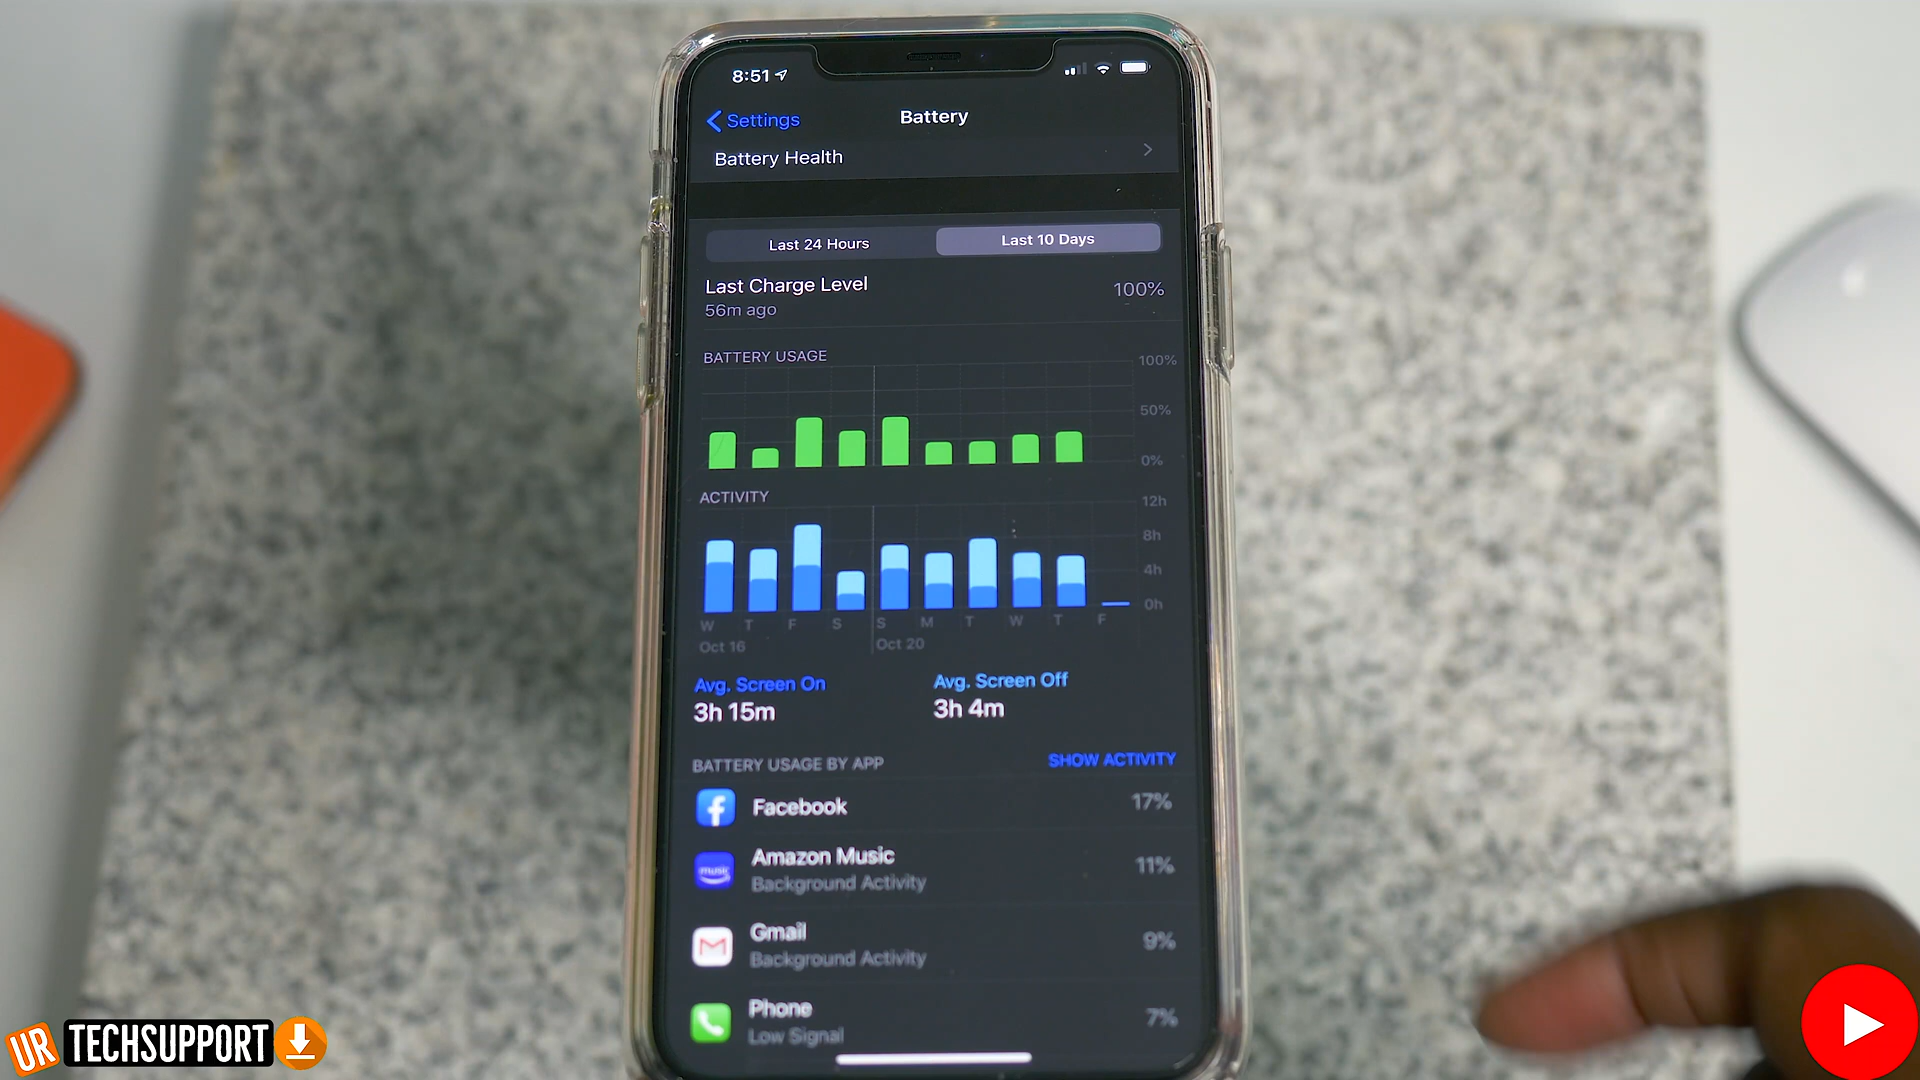 8:51
Settings
Battery
Battery Health
Last 24 Hours
Last 10 Days
Last Charge Level
100%
56m ago
BATTERY USAGE
100%
50%
0%
ACTIVITY
12h
8h
4h
0h
W T F S S M T W T F
Oct 16 Oct 20
Avg. Screen On
3h 15m
Avg. Screen Off
3h 4m
BATTERY USAGE BY APP
SHOW ACTIVITY
Facebook
17%
music
Amazon Music
Background Activity
11%
Gmail
Background Activity
9%
Phone
Low Signal
7%
UR TECHSUPPORT